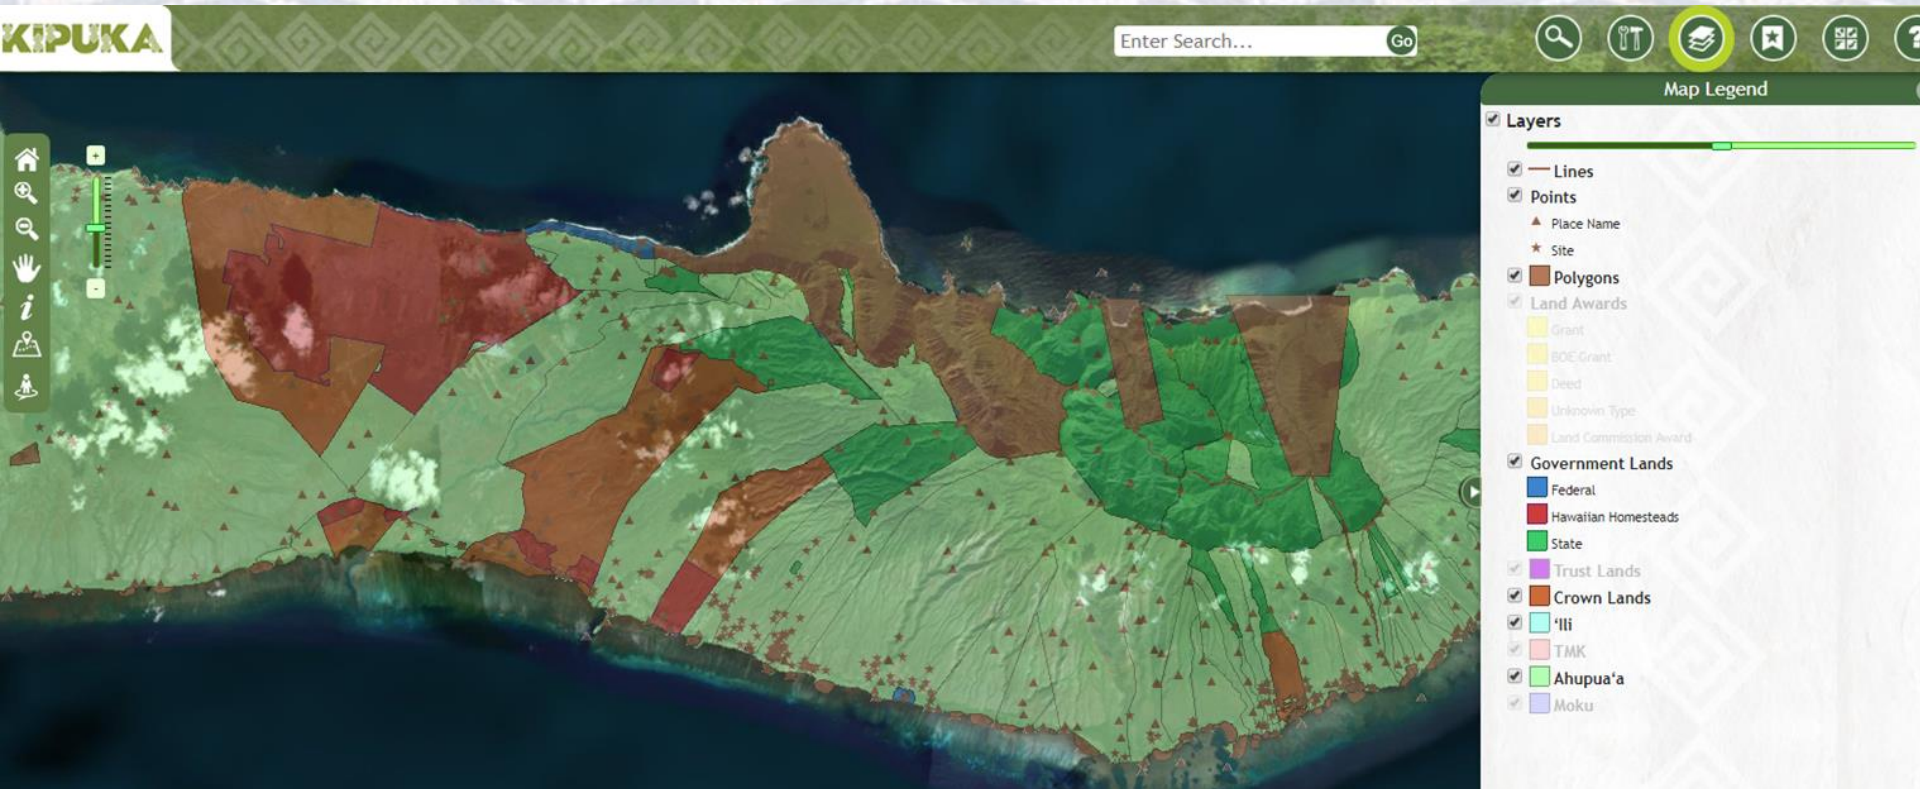 KIPUKA
Enter Search...
Go
?
Map Legend
Layers
Lines
Points
Place Name
Site
Polygons
Land Awards
Grant
BOE Grant
Deed
Unknown Type
Land Commission Award
Government Lands
Federal
Hawaiian Homesteads
State
Trust Lands
Crown Lands
ʻIli
TMK
Ahupuaʻa
Moku
+
i
-